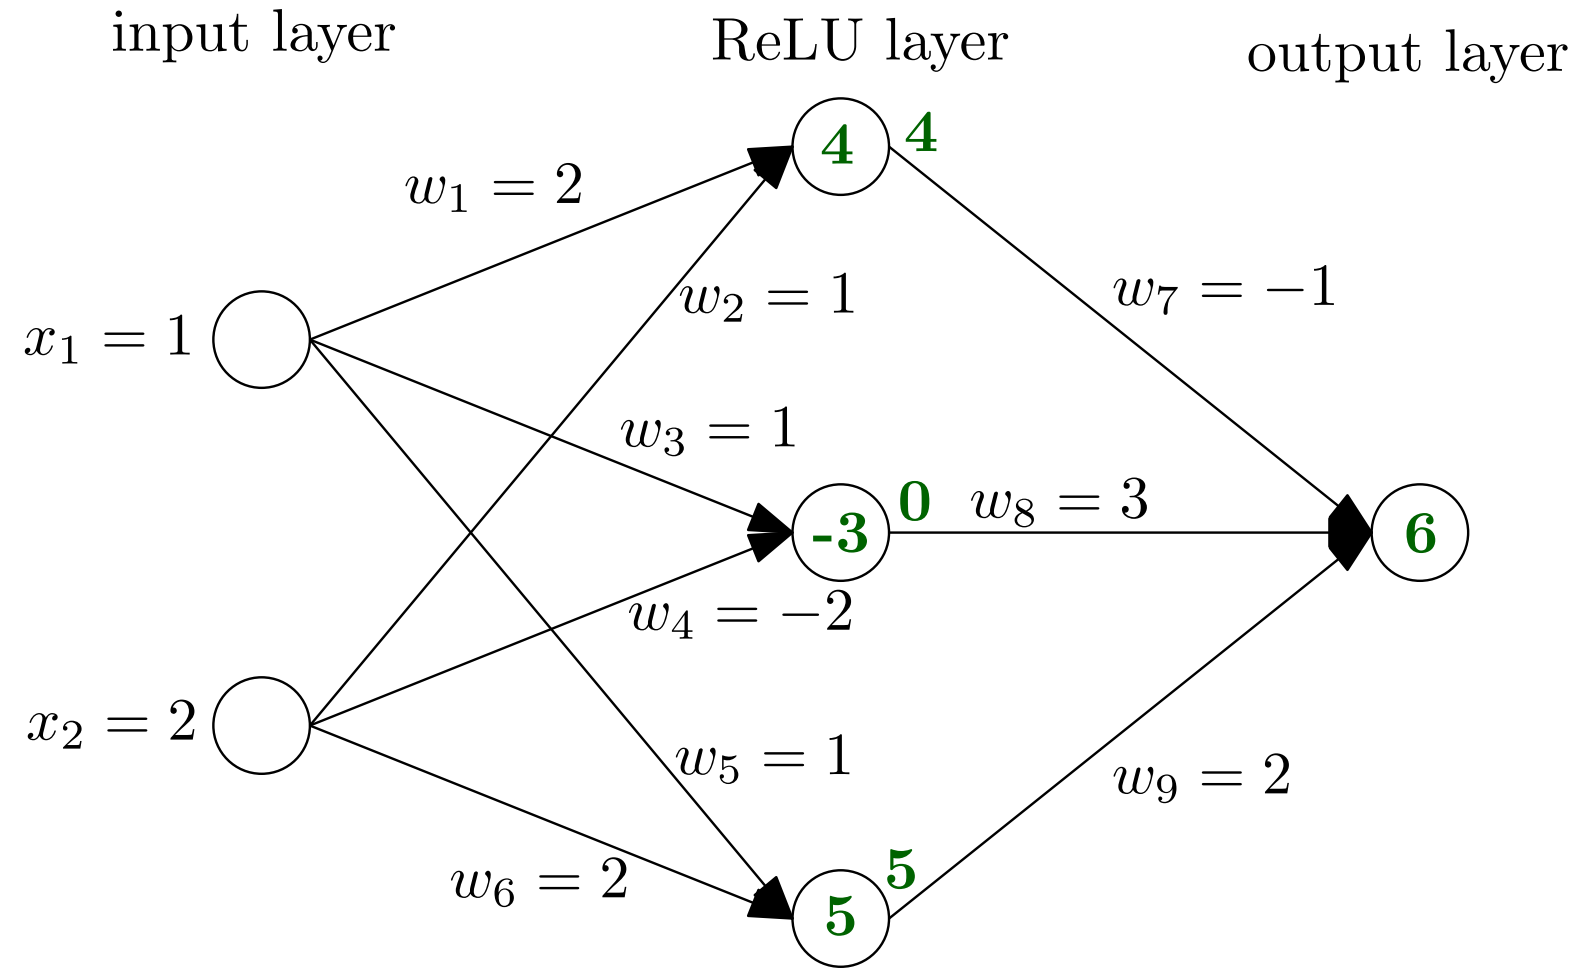 input layer
ReLU layer
output layer
4
4
w₁ = 2
w₂ = 1
w₇ = −1
x₁ = 1
w₃ = 1
-3
0
w₈ = 3
6
w₄ = −2
x₂ = 2
w₅ = 1
w₉ = 2
w₆ = 2
5
5